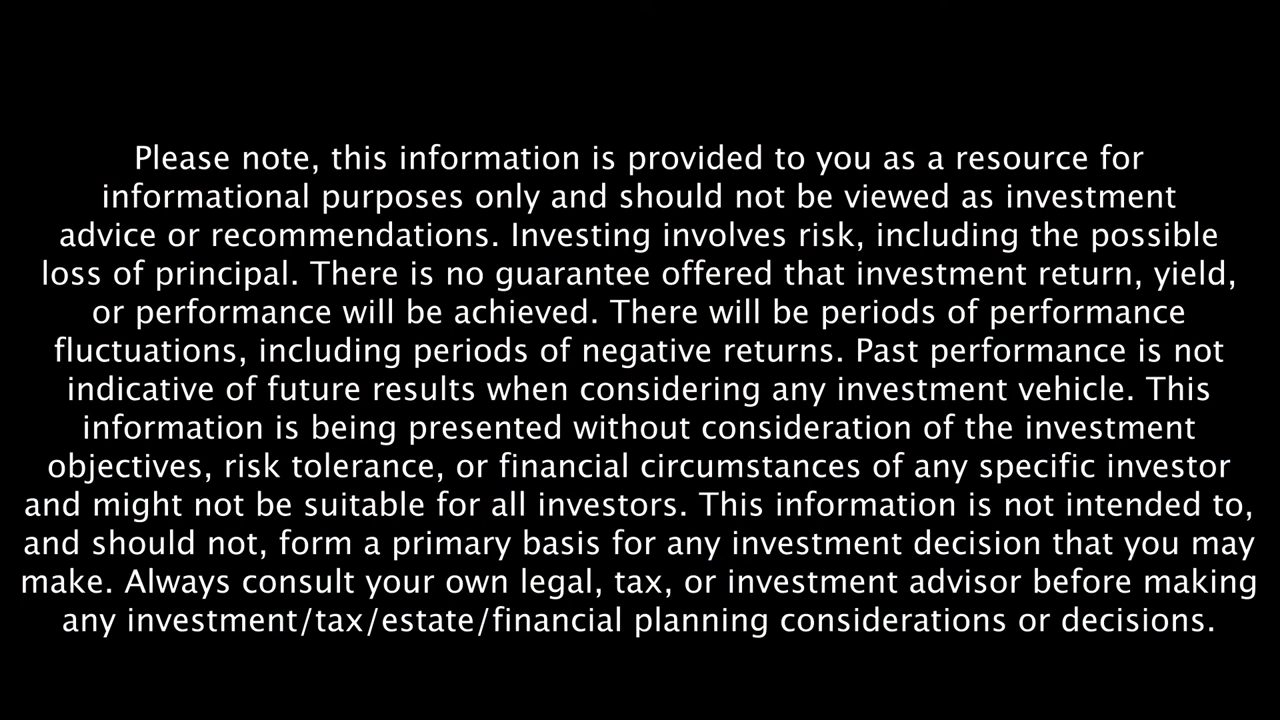 Please note, this information is provided to you as a resource for
informational purposes only and should not be viewed as investment
advice or recommendations. Investing involves risk, including the possible
loss of principal. There is no guarantee offered that investment return, yield,
or performance will be achieved. There will be periods of performance
fluctuations, including periods of negative returns. Past performance is not
indicative of future results when considering any investment vehicle. This
information is being presented without consideration of the investment
objectives, risk tolerance, or financial circumstances of any specific investor
and might not be suitable for all investors. This information is not intended to,
and should not, form a primary basis for any investment decision that you may
make. Always consult your own legal, tax, or investment advisor before making
any investment/tax/estate/financial planning considerations or decisions.